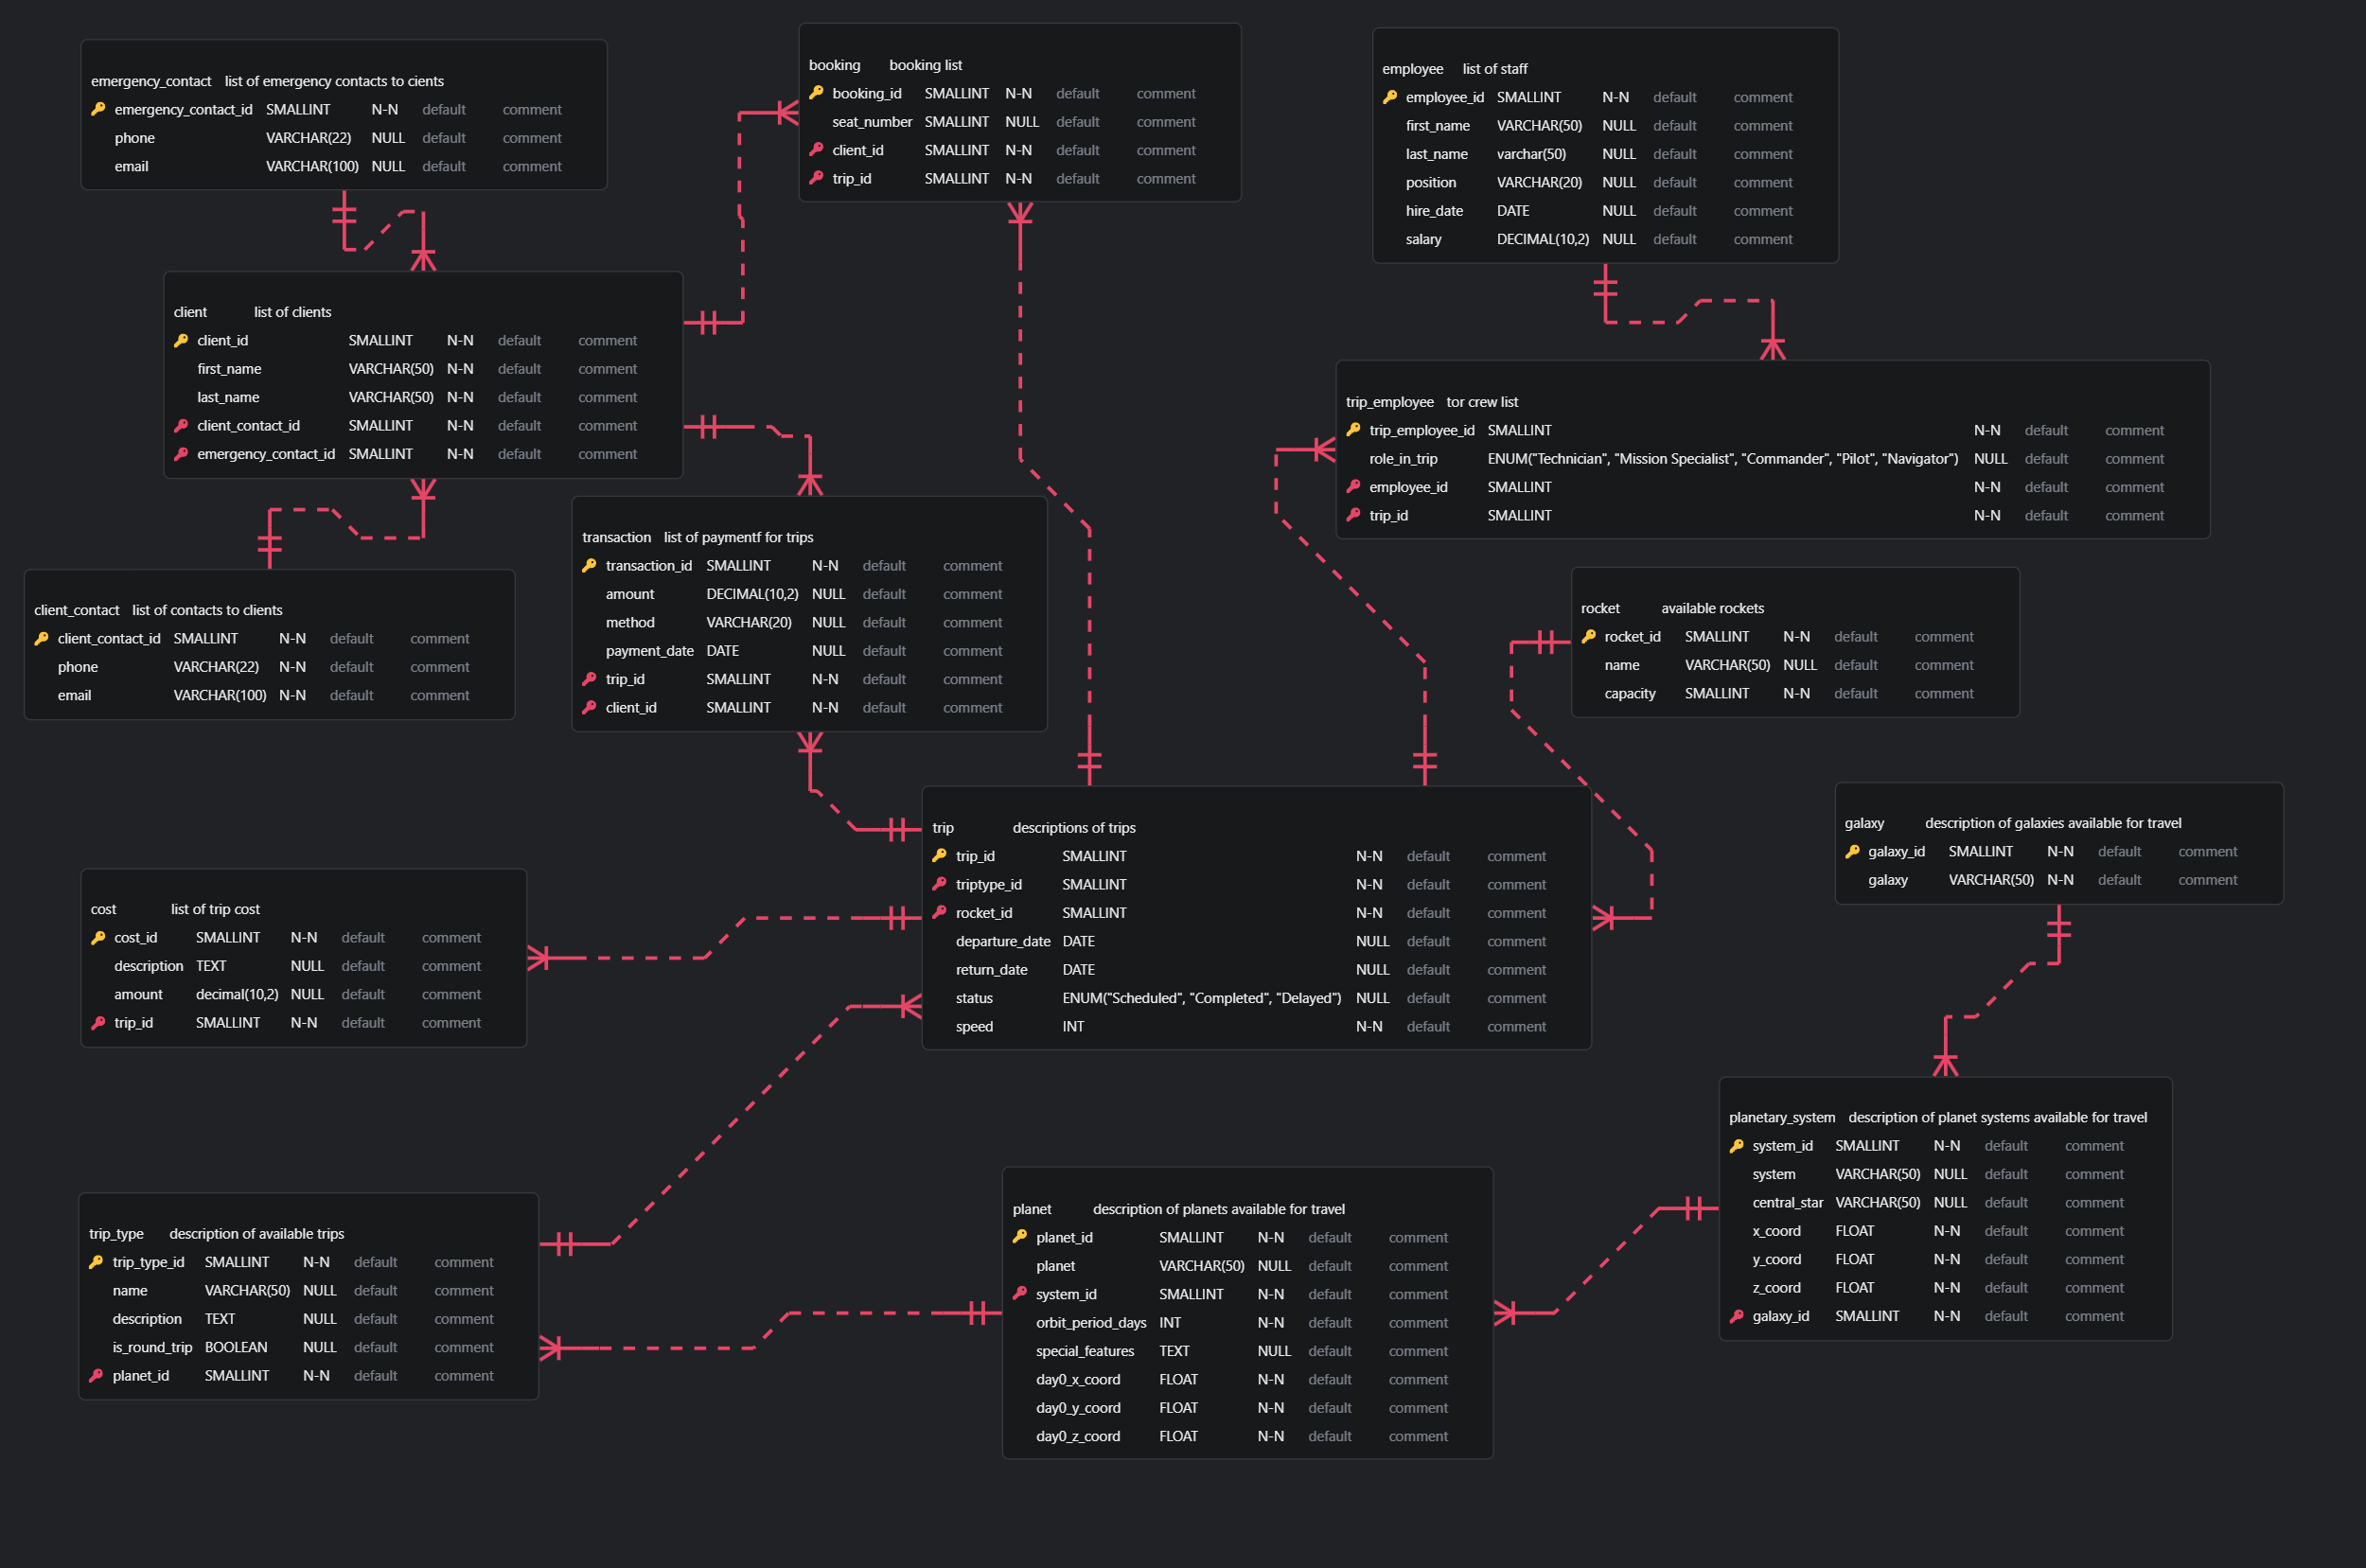 emergency_contact list of emergency contacts to cients
emergency_contact_id SMALLINT N-N default comment
phone VARCHAR(22) NULL default comment
email VARCHAR(100) NULL default comment
booking booking list
booking_id SMALLINT N-N default comment
seat_number SMALLINT NULL default comment
client_id SMALLINT N-N default comment
trip_id SMALLINT N-N default comment
employee list of staff
employee_id SMALLINT N-N default comment
first_name VARCHAR(50) NULL default comment
last_name varchar(50) NULL default comment
position VARCHAR(20) NULL default comment
hire_date DATE NULL default comment
salary DECIMAL(10,2) NULL default comment
client list of clients
client_id SMALLINT N-N default comment
first_name VARCHAR(50) N-N default comment
last_name VARCHAR(50) N-N default comment
client_contact_id SMALLINT N-N default comment
emergency_contact_id SMALLINT N-N default comment
trip_employee tor crew list
trip_employee_id SMALLINT N-N default comment
role_in_trip ENUM("Technician", "Mission Specialist", "Commander", "Pilot", "Navigator") NULL default comment
employee_id SMALLINT N-N default comment
trip_id SMALLINT N-N default comment
transaction list of paymentf for trips
transaction_id SMALLINT N-N default comment
amount DECIMAL(10,2) NULL default comment
method VARCHAR(20) NULL default comment
payment_date DATE NULL default comment
trip_id SMALLINT N-N default comment
client_id SMALLINT N-N default comment
client_contact list of contacts to clients
client_contact_id SMALLINT N-N default comment
phone VARCHAR(22) N-N default comment
email VARCHAR(100) N-N default comment
rocket available rockets
rocket_id SMALLINT N-N default comment
name VARCHAR(50) NULL default comment
capacity SMALLINT N-N default comment
trip descriptions of trips
trip_id SMALLINT N-N default comment
triptype_id SMALLINT N-N default comment
rocket_id SMALLINT N-N default comment
departure_date DATE NULL default comment
return_date DATE NULL default comment
status ENUM("Scheduled", "Completed", "Delayed") NULL default comment
speed INT N-N default comment
galaxy description of galaxies available for travel
galaxy_id SMALLINT N-N default comment
galaxy VARCHAR(50) N-N default comment
cost list of trip cost
cost_id SMALLINT N-N default comment
description TEXT NULL default comment
amount decimal(10,2) NULL default comment
trip_id SMALLINT N-N default comment
planetary_system description of planet systems available for travel
system_id SMALLINT N-N default comment
system VARCHAR(50) NULL default comment
central_star VARCHAR(50) NULL default comment
x_coord FLOAT N-N default comment
y_coord FLOAT N-N default comment
z_coord FLOAT N-N default comment
galaxy_id SMALLINT N-N default comment
trip_type description of available trips
trip_type_id SMALLINT N-N default comment
name VARCHAR(50) NULL default comment
description TEXT NULL default comment
is_round_trip BOOLEAN NULL default comment
planet_id SMALLINT N-N default comment
planet description of planets available for travel
planet_id SMALLINT N-N default comment
planet VARCHAR(50) NULL default comment
system_id SMALLINT N-N default comment
orbit_period_days INT N-N default comment
special_features TEXT NULL default comment
day0_x_coord FLOAT N-N default comment
day0_y_coord FLOAT N-N default comment
day0_z_coord FLOAT N-N default comment